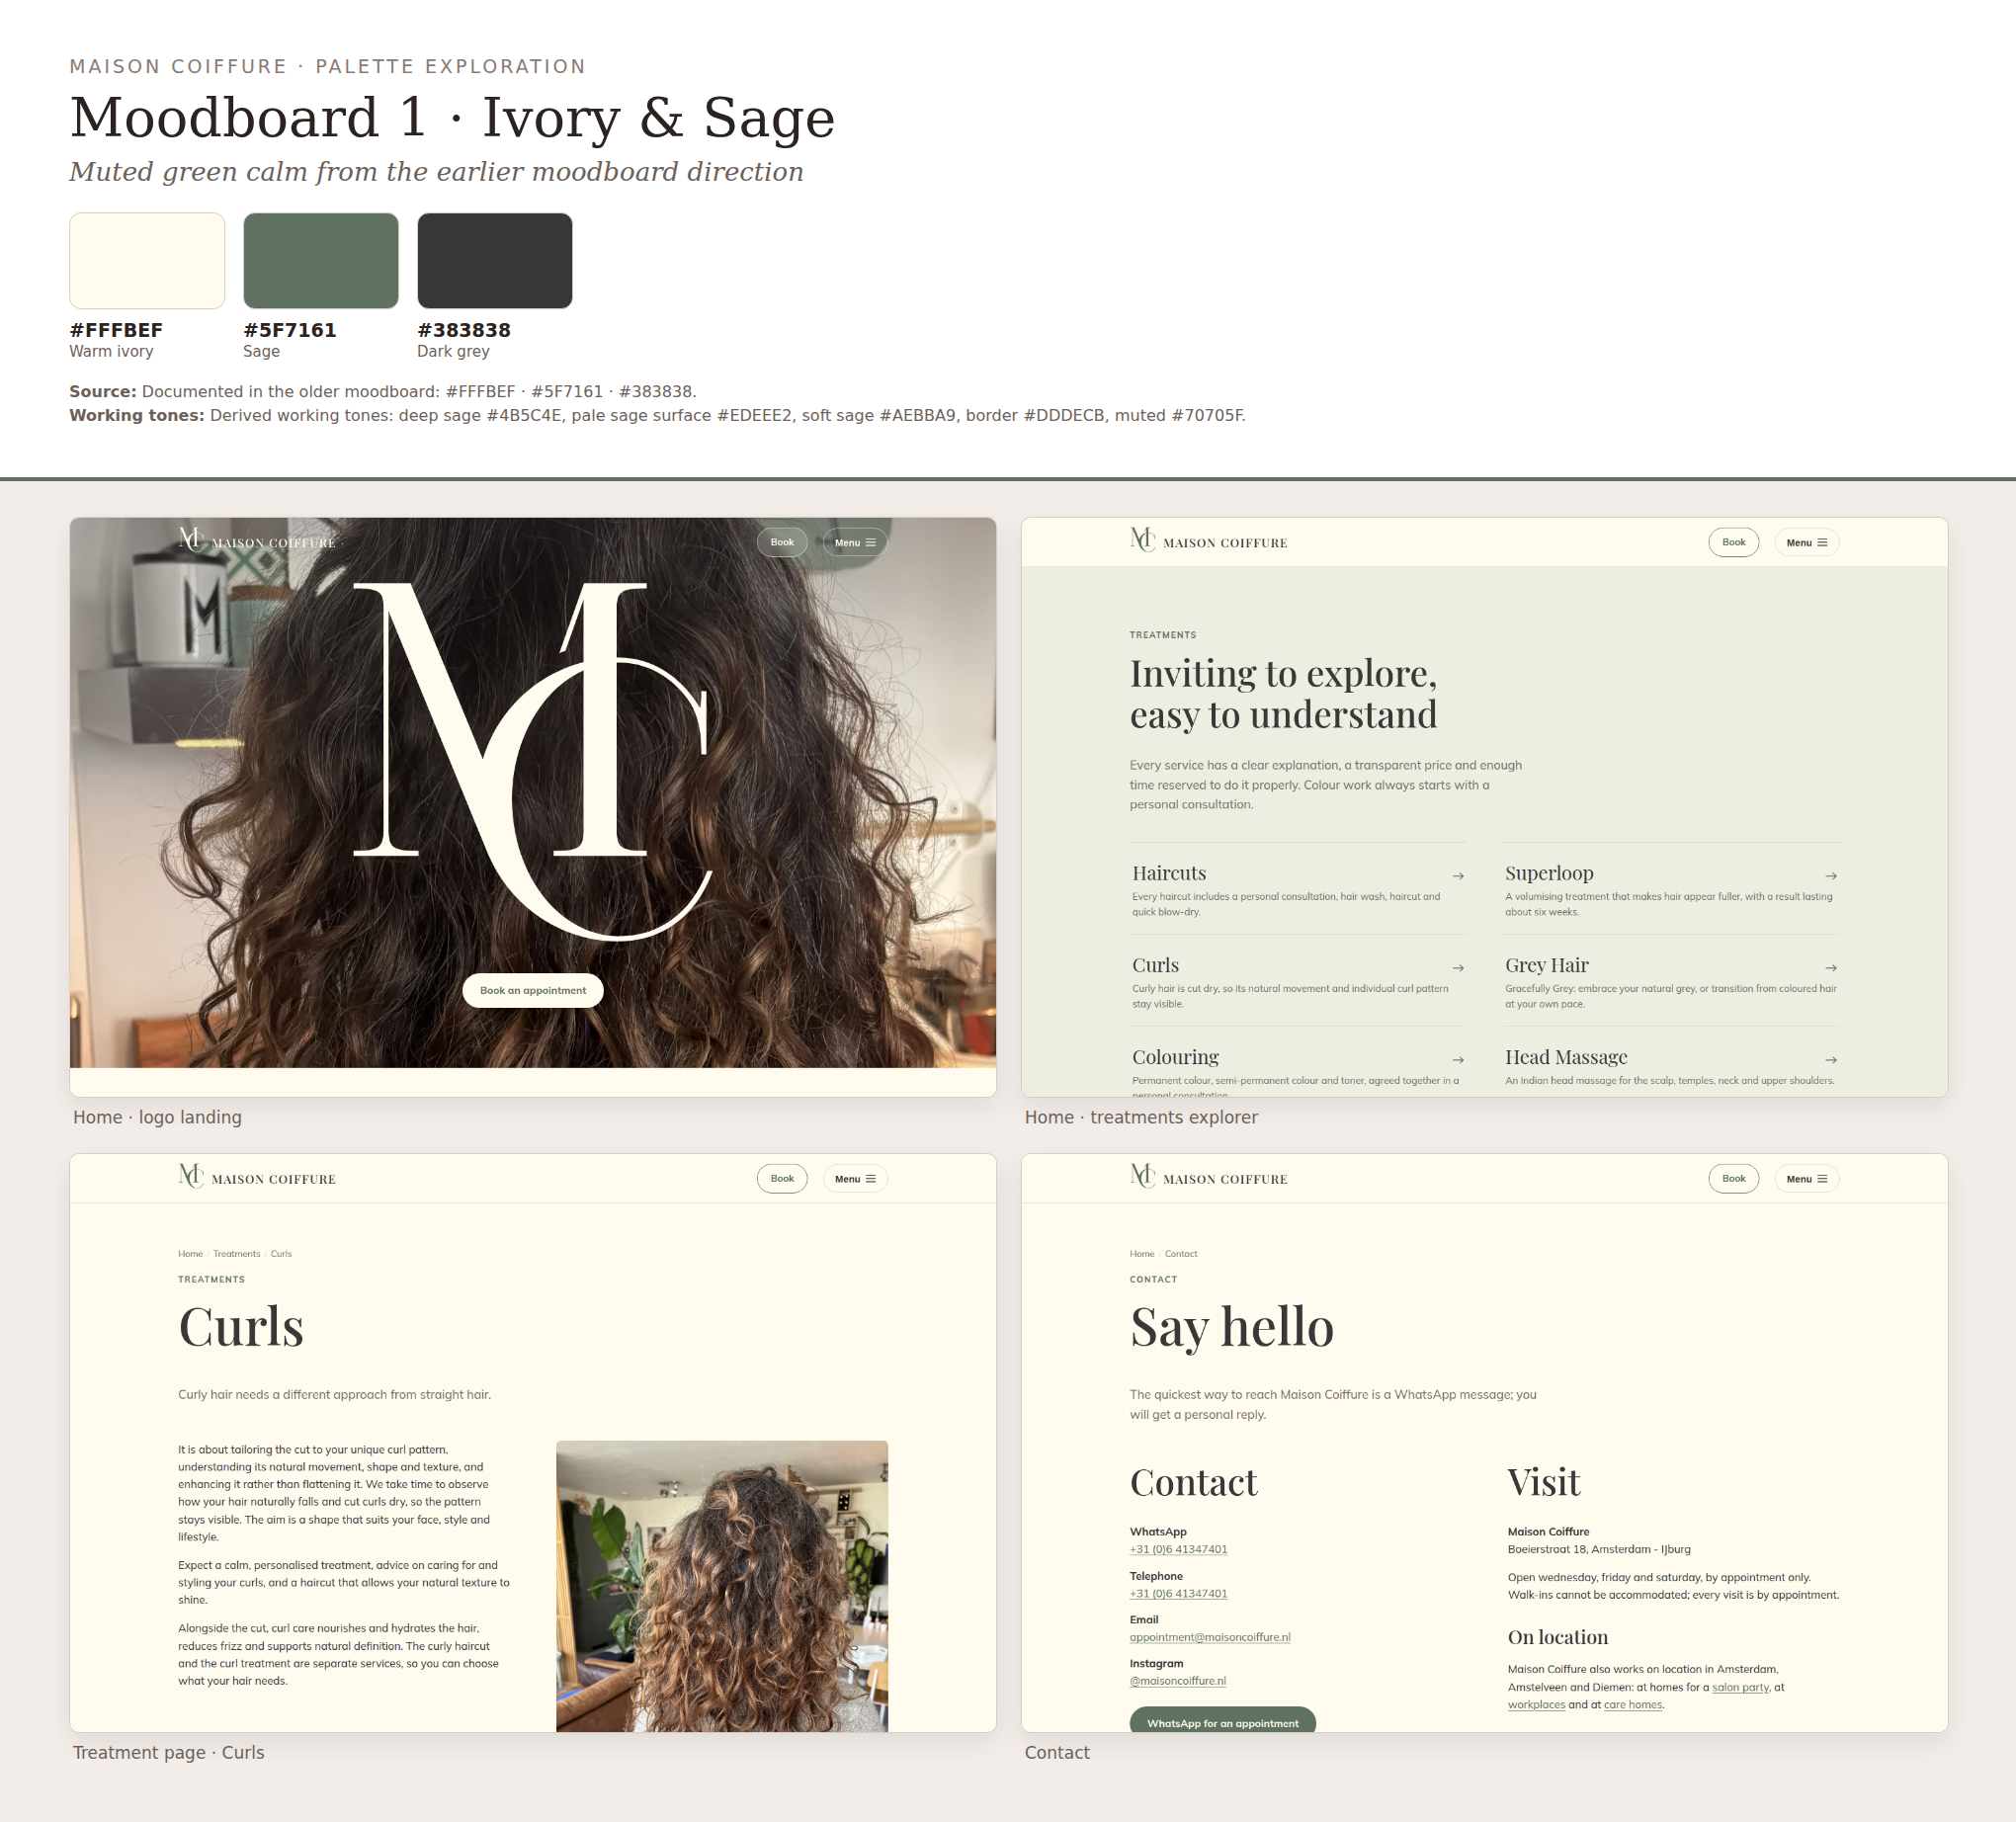 MAISON COIFFURE · PALETTE EXPLORATION
Moodboard 1 · Ivory & Sage
Muted green calm from the earlier moodboard direction
#FFFBEF
Warm ivory
#5F7161
Sage
#383838
Dark grey
Source: Documented in the older moodboard: #FFFBEF · #5F7161 · #383838.
Working tones: Derived working tones: deep sage #4B5C4E, pale sage surface #EDEEE2, soft sage #AEBBA9, border #DDDECB, muted #70705F.
MC MAISON COIFFURE
Book
Menu
M
MC
Book an appointment
Home · logo landing
MC MAISON COIFFURE
Book
Menu
TREATMENTS
Inviting to explore,
easy to understand
Every service has a clear explanation, a transparent price and enough
time reserved to do it properly. Colour work always starts with a
personal consultation.
Haircuts →
Every haircut includes a personal consultation, hair wash, haircut and
quick blow-dry.
Superloop →
A volumising treatment that makes hair appear fuller, with a result lasting
about six weeks.
Curls →
Curly hair is cut dry, so its natural movement and individual curl pattern
stay visible.
Grey Hair →
Gracefully Grey: embrace your natural grey, or transition from coloured hair
at your own pace.
Colouring →
Permanent colour, semi-permanent colour and toner, agreed together in a
personal consultation.
Head Massage →
An Indian head massage for the scalp, temples, neck and upper shoulders.
Home · treatments explorer
MC MAISON COIFFURE
Book
Menu
Home / Treatments / Curls
TREATMENTS
Curls
Curly hair needs a different approach from straight hair.
It is about tailoring the cut to your unique curl pattern,
understanding its natural movement, shape and texture, and
enhancing it rather than flattening it. We take time to observe
how your hair naturally falls and cut curls dry, so the pattern
stays visible. The aim is a shape that suits your face, style and
lifestyle.
Expect a calm, personalised treatment, advice on caring for and
styling your curls, and a haircut that allows your natural texture to
shine.
Alongside the cut, curl care nourishes and hydrates the hair,
reduces frizz and supports natural definition. The curly haircut
and the curl treatment are separate services, so you can choose
what your hair needs.
Treatment page · Curls
MC MAISON COIFFURE
Book
Menu
Home / Contact
CONTACT
Say hello
The quickest way to reach Maison Coiffure is a WhatsApp message; you
will get a personal reply.
Contact
WhatsApp
+31 (0)6 41347401
Telephone
+31 (0)6 41347401
Email
appointment@maisoncoiffure.nl
Instagram
@maisoncoiffure.nl
WhatsApp for an appointment
Visit
Maison Coiffure
Boeierstraat 18, Amsterdam - IJburg
Open wednesday, friday and saturday, by appointment only.
Walk-ins cannot be accommodated; every visit is by appointment.
On location
Maison Coiffure also works on location in Amsterdam,
Amstelveen and Diemen: at homes for a salon party, at
workplaces and at care homes.
Contact